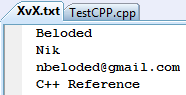 XvX.txt TestCPP.cpp
Beloded
Nik
nbeloded@gmail.com
C++ Reference